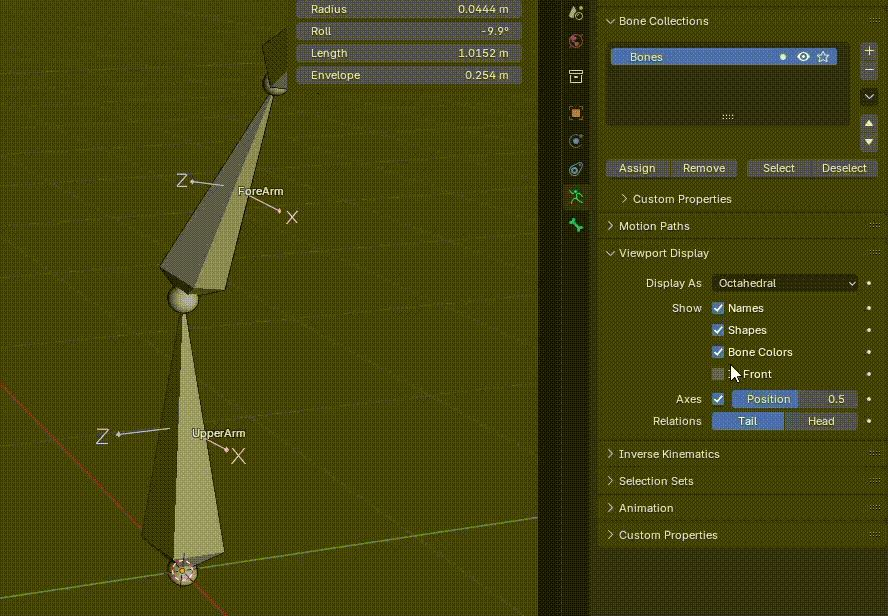 Radius 0.0444 m
Roll -9.9°
Length 1.0152 m
Envelope 0.254 m
Z
ForeArm
X
Z
UpperArm
X
Bone Collections
Bones
Assign Remove Select Deselect
Custom Properties
Motion Paths
Viewport Display
Display As Octahedral
Show Names
Shapes
Bone Colors
Front
Axes Position 0.5
Relations Tail Head
Inverse Kinematics
Selection Sets
Animation
Custom Properties